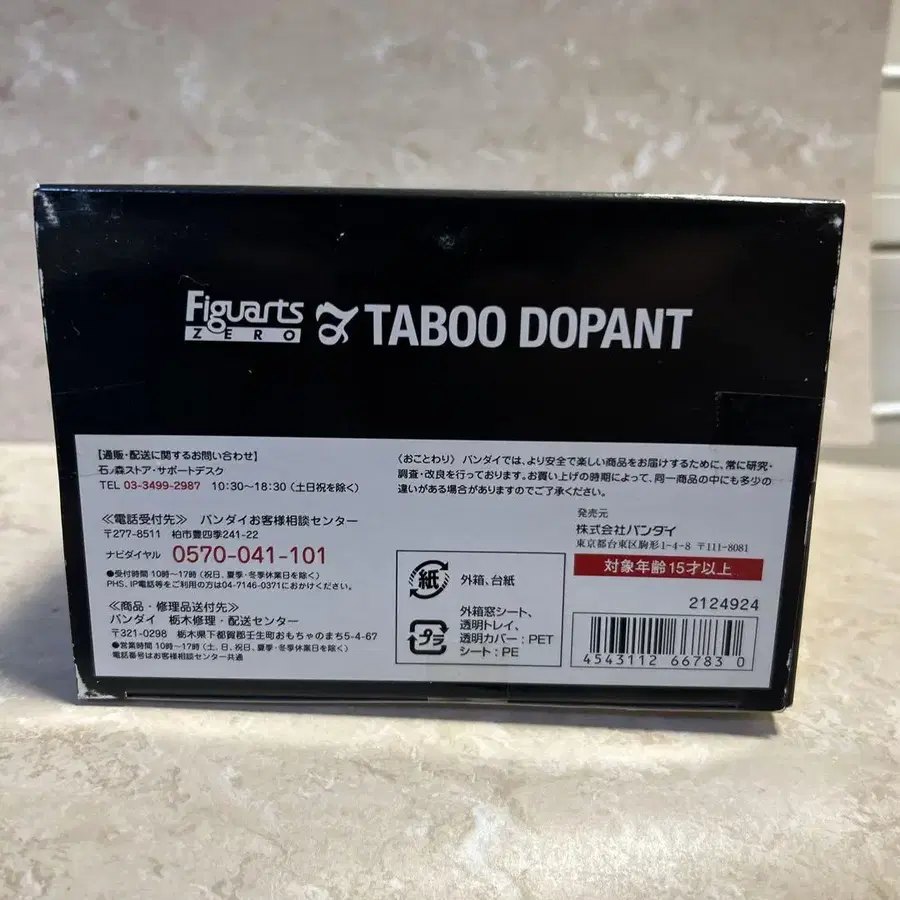 Figuarts
ZERO
TABOO DOPANT
【通販・配送に関するお問い合わせ】
石ノ森ストア・サポートデスク
TEL 03-3499-2987 10:30～18:30 (土日祝を除く)
≪電話受付先≫ バンダイお客様相談センター
〒277-8511 柏市豊四季241-22
ナビダイヤル 0570-041-101
●受付時間 10時～17時 (祝日、夏季・冬季休業日を除く)
PHS、IP電話等をご利用の方は04-7146-0371におかけください。
≪商品・修理品送付先≫
バンダイ 栃木修理・配送センター
〒321-0298 栃木県下都賀郡壬生町おもちゃのまち5-4-67
●営業時間 10時～17時 (土、日、祝日、夏季・冬季休業日を除く)
電話番号はお客様相談センター共通
〈おことわり〉 バンダイでは、より安全で楽しい商品をお届けするために、常に研究・
調査・改良を行っております。お買い上げの時期によって、同一商品の中にも多少の
違いがある場合がありますのでご了承ください。
発売元
株式会社バンダイ
東京都台東区駒形1-4-8 〒111-8081
対象年齢15才以上
紙
外箱、台紙
プラ
外箱窓シート、
透明トレイ、
透明カバー : PET
シート : PE
2124924
4543112 667830